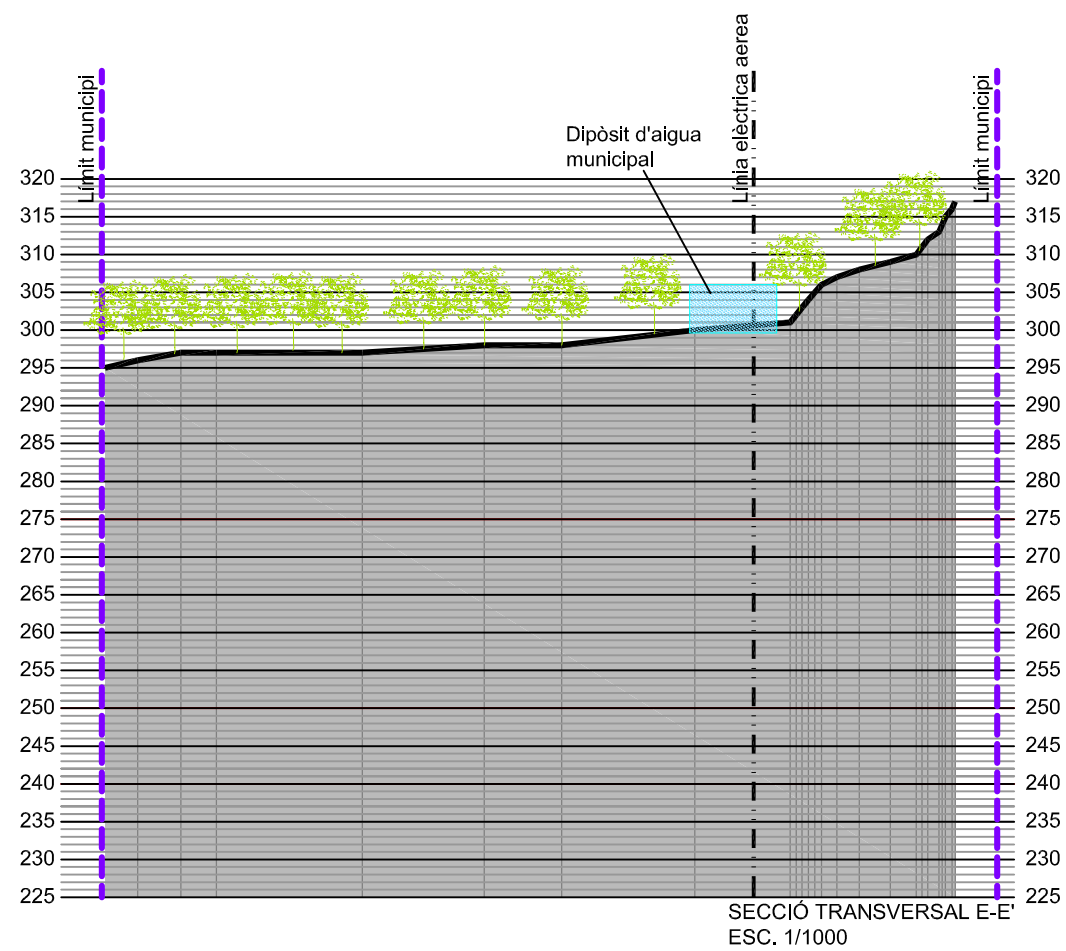 Límit municipi
Línia elèctrica aerea
Límit municipi
Dipòsit d'aigua
municipal
320 320
315 315
310 310
305 305
300 300
295 295
290 290
285 285
280 280
275 275
270 270
265 265
260 260
255 255
250 250
245 245
240 240
235 235
230 230
225 225
SECCIÓ TRANSVERSAL E-E'
ESC. 1/1000